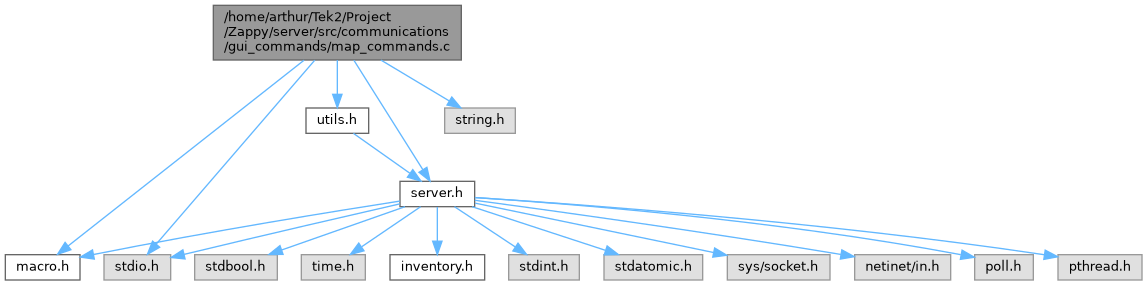 /home/arthur/Tek2/Project
/Zappy/server/src/communications
/gui_commands/map_commands.c
utils.h
string.h
server.h
macro.h
stdio.h
stdbool.h
time.h
inventory.h
stdint.h
stdatomic.h
sys/socket.h
netinet/in.h
poll.h
pthread.h